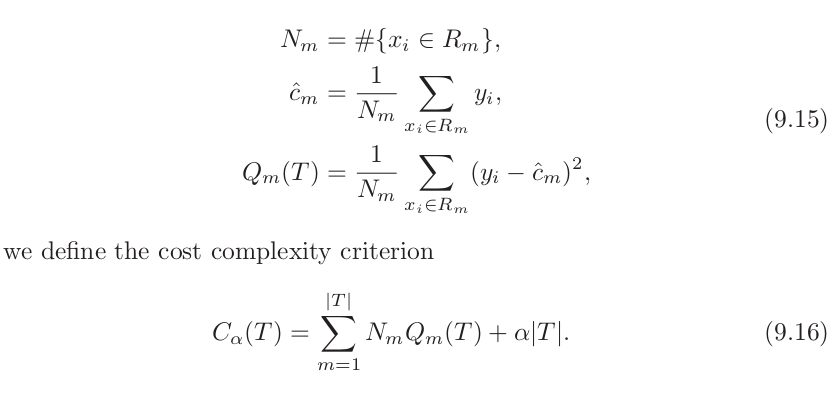 N_m = #{x_i ∈ R_m},
ĉ_m = 1/N_m ∑_{x_i∈R_m} y_i,
(9.15)
Q_m(T) = 1/N_m ∑_{x_i∈R_m} (y_i − ĉ_m)²,
we define the cost complexity criterion
C_α(T) = ∑_{m=1}^{|T|} N_m Q_m(T) + α|T|. (9.16)